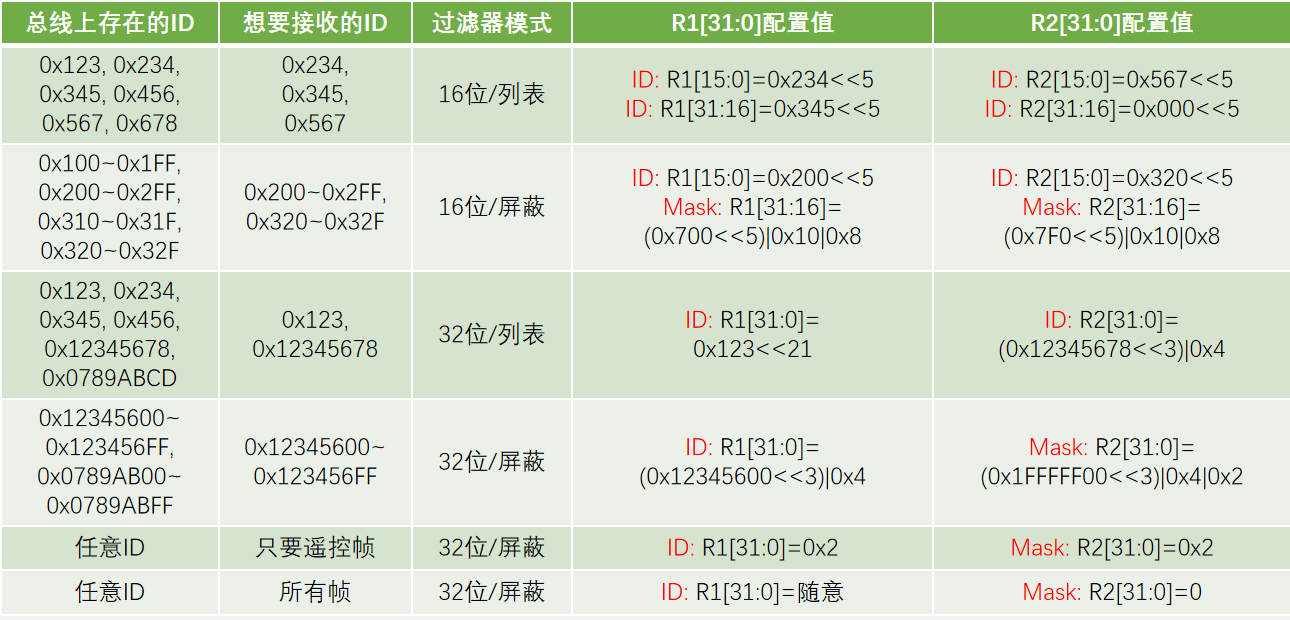 总线上存在的ID
想要接收的ID
过滤器模式
R1[31:0]配置值
R2[31:0]配置值
0x123, 0x234,
0x345, 0x456,
0x567, 0x678
0x234,
0x345,
0x567
16位/列表
ID: R1[15:0]=0x234<<5
ID: R1[31:16]=0x345<<5
ID: R2[15:0]=0x567<<5
ID: R2[31:16]=0x000<<5
0x100~0x1FF,
0x200~0x2FF,
0x310~0x31F,
0x320~0x32F
0x200~0x2FF,
0x320~0x32F
16位/屏蔽
ID: R1[15:0]=0x200<<5
Mask: R1[31:16]=
(0x700<<5)|0x10|0x8
ID: R2[15:0]=0x320<<5
Mask: R2[31:16]=
(0x7F0<<5)|0x10|0x8
0x123, 0x234,
0x345, 0x456,
0x12345678,
0x0789ABCD
0x123,
0x12345678
32位/列表
ID: R1[31:0]=
0x123<<21
ID: R2[31:0]=
(0x12345678<<3)|0x4
0x12345600~
0x123456FF,
0x0789AB00~
0x0789ABFF
0x12345600~
0x123456FF
32位/屏蔽
ID: R1[31:0]=
(0x12345600<<3)|0x4
Mask: R2[31:0]=
(0x1FFFFF00<<3)|0x4|0x2
任意ID
只要遥控帧
32位/屏蔽
ID: R1[31:0]=0x2
Mask: R2[31:0]=0x2
任意ID
所有帧
32位/屏蔽
ID: R1[31:0]=随意
Mask: R2[31:0]=0